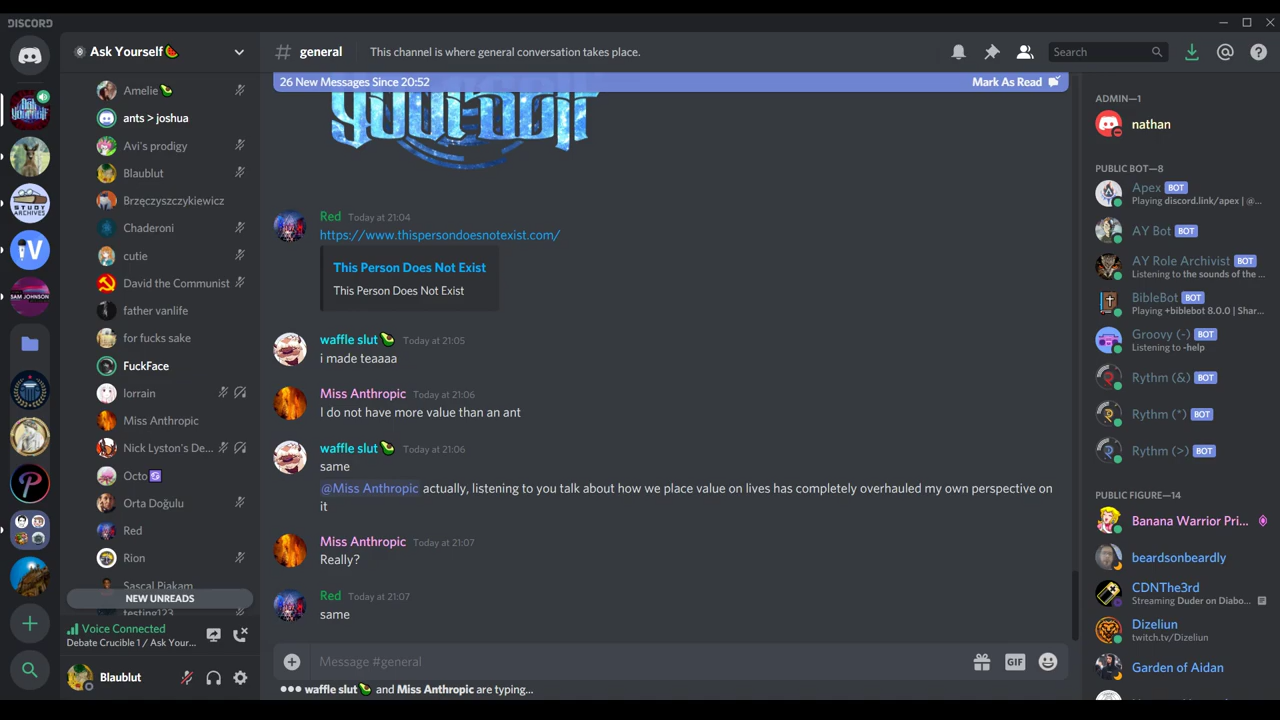 DISCORD
Ask Yourself🍉
# general
This channel is where general conversation takes place.
Search
26 New Messages Since 20:52
Mark As Read
Amelie 🥑
ants > joshua
Avi's prodigy
Blaublut
Brzęczyszczykiewicz
Chaderoni
cutie
David the Communist
father vanlife
for fucks sake
FuckFace
lorrain
Miss Anthropic
Nick Lyston's De...
Octo
Orta Doğulu
Red
Rion
Sascal Pjakam
NEW UNREADS
testing123
Voice Connected
Debate Crucible 1 / Ask Your...
Blaublut
STUDY
ARCHIVES
V
SAM JOHNSON
yourself
Red Today at 21:04
https://www.thispersondoesnotexist.com/
This Person Does Not Exist
This Person Does Not Exist
waffle slut🥑 Today at 21:05
i made teaaaa
Miss Anthropic Today at 21:06
I do not have more value than an ant
waffle slut🥑 Today at 21:06
same
@Miss Anthropic actually, listening to you talk about how we place value on lives has completely overhauled my own perspective on
it
Miss Anthropic Today at 21:07
Really?
Red Today at 21:07
same
Message #general
GIF
waffle slut🥑 and Miss Anthropic are typing...
ADMIN—1
nathan
PUBLIC BOT—8
Apex BOT
Playing discord.link/apex | @...
AY Bot BOT
AY Role Archivist BOT
Listening to the sounds of the ...
BibleBot BOT
Playing +biblebot 8.0.0 | Shar...
Groovy (-) BOT
Listening to -help
Rythm (&) BOT
Rythm (*) BOT
Rythm (>) BOT
PUBLIC FIGURE—14
Banana Warrior Pri...
beardsonbeardly
CDNThe3rd
Streaming Duder on Diabo...
Dizeliun
twitch.tv/Dizeliun
Garden of Aidan